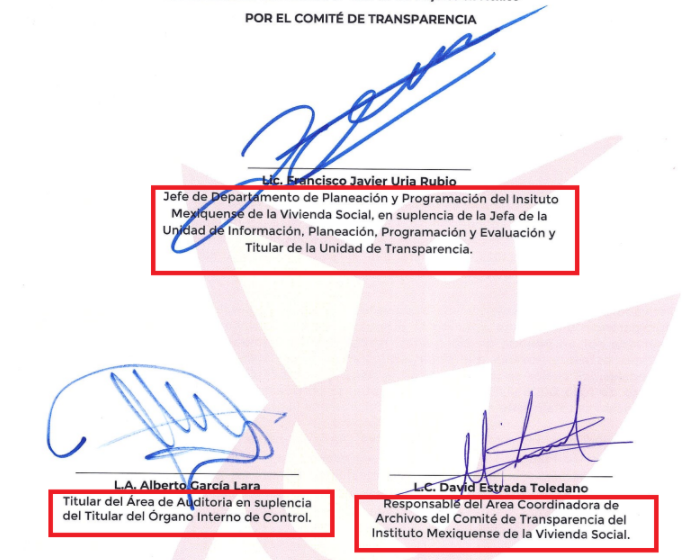 POR EL COMITÉ DE TRANSPARENCIA
Lic. Francisco Javier Uria Rubio
Jefe de Departamento de Planeación y Programación del Insituto
Mexiquense de la Vivienda Social, en suplencia de la Jefa de la
Unidad de Información, Planeación, Programación y Evaluación y
Titular de la Unidad de Transparencia.
L.A. Alberto García Lara
Titular del Área de Auditoria en suplencia
del Titular del Órgano Interno de Control.
L.C. David Estrada Toledano
Responsable del Area Coordinadora de
Archivos del Comité de Transparencia del
Instituto Mexiquense de la Vivienda Social.